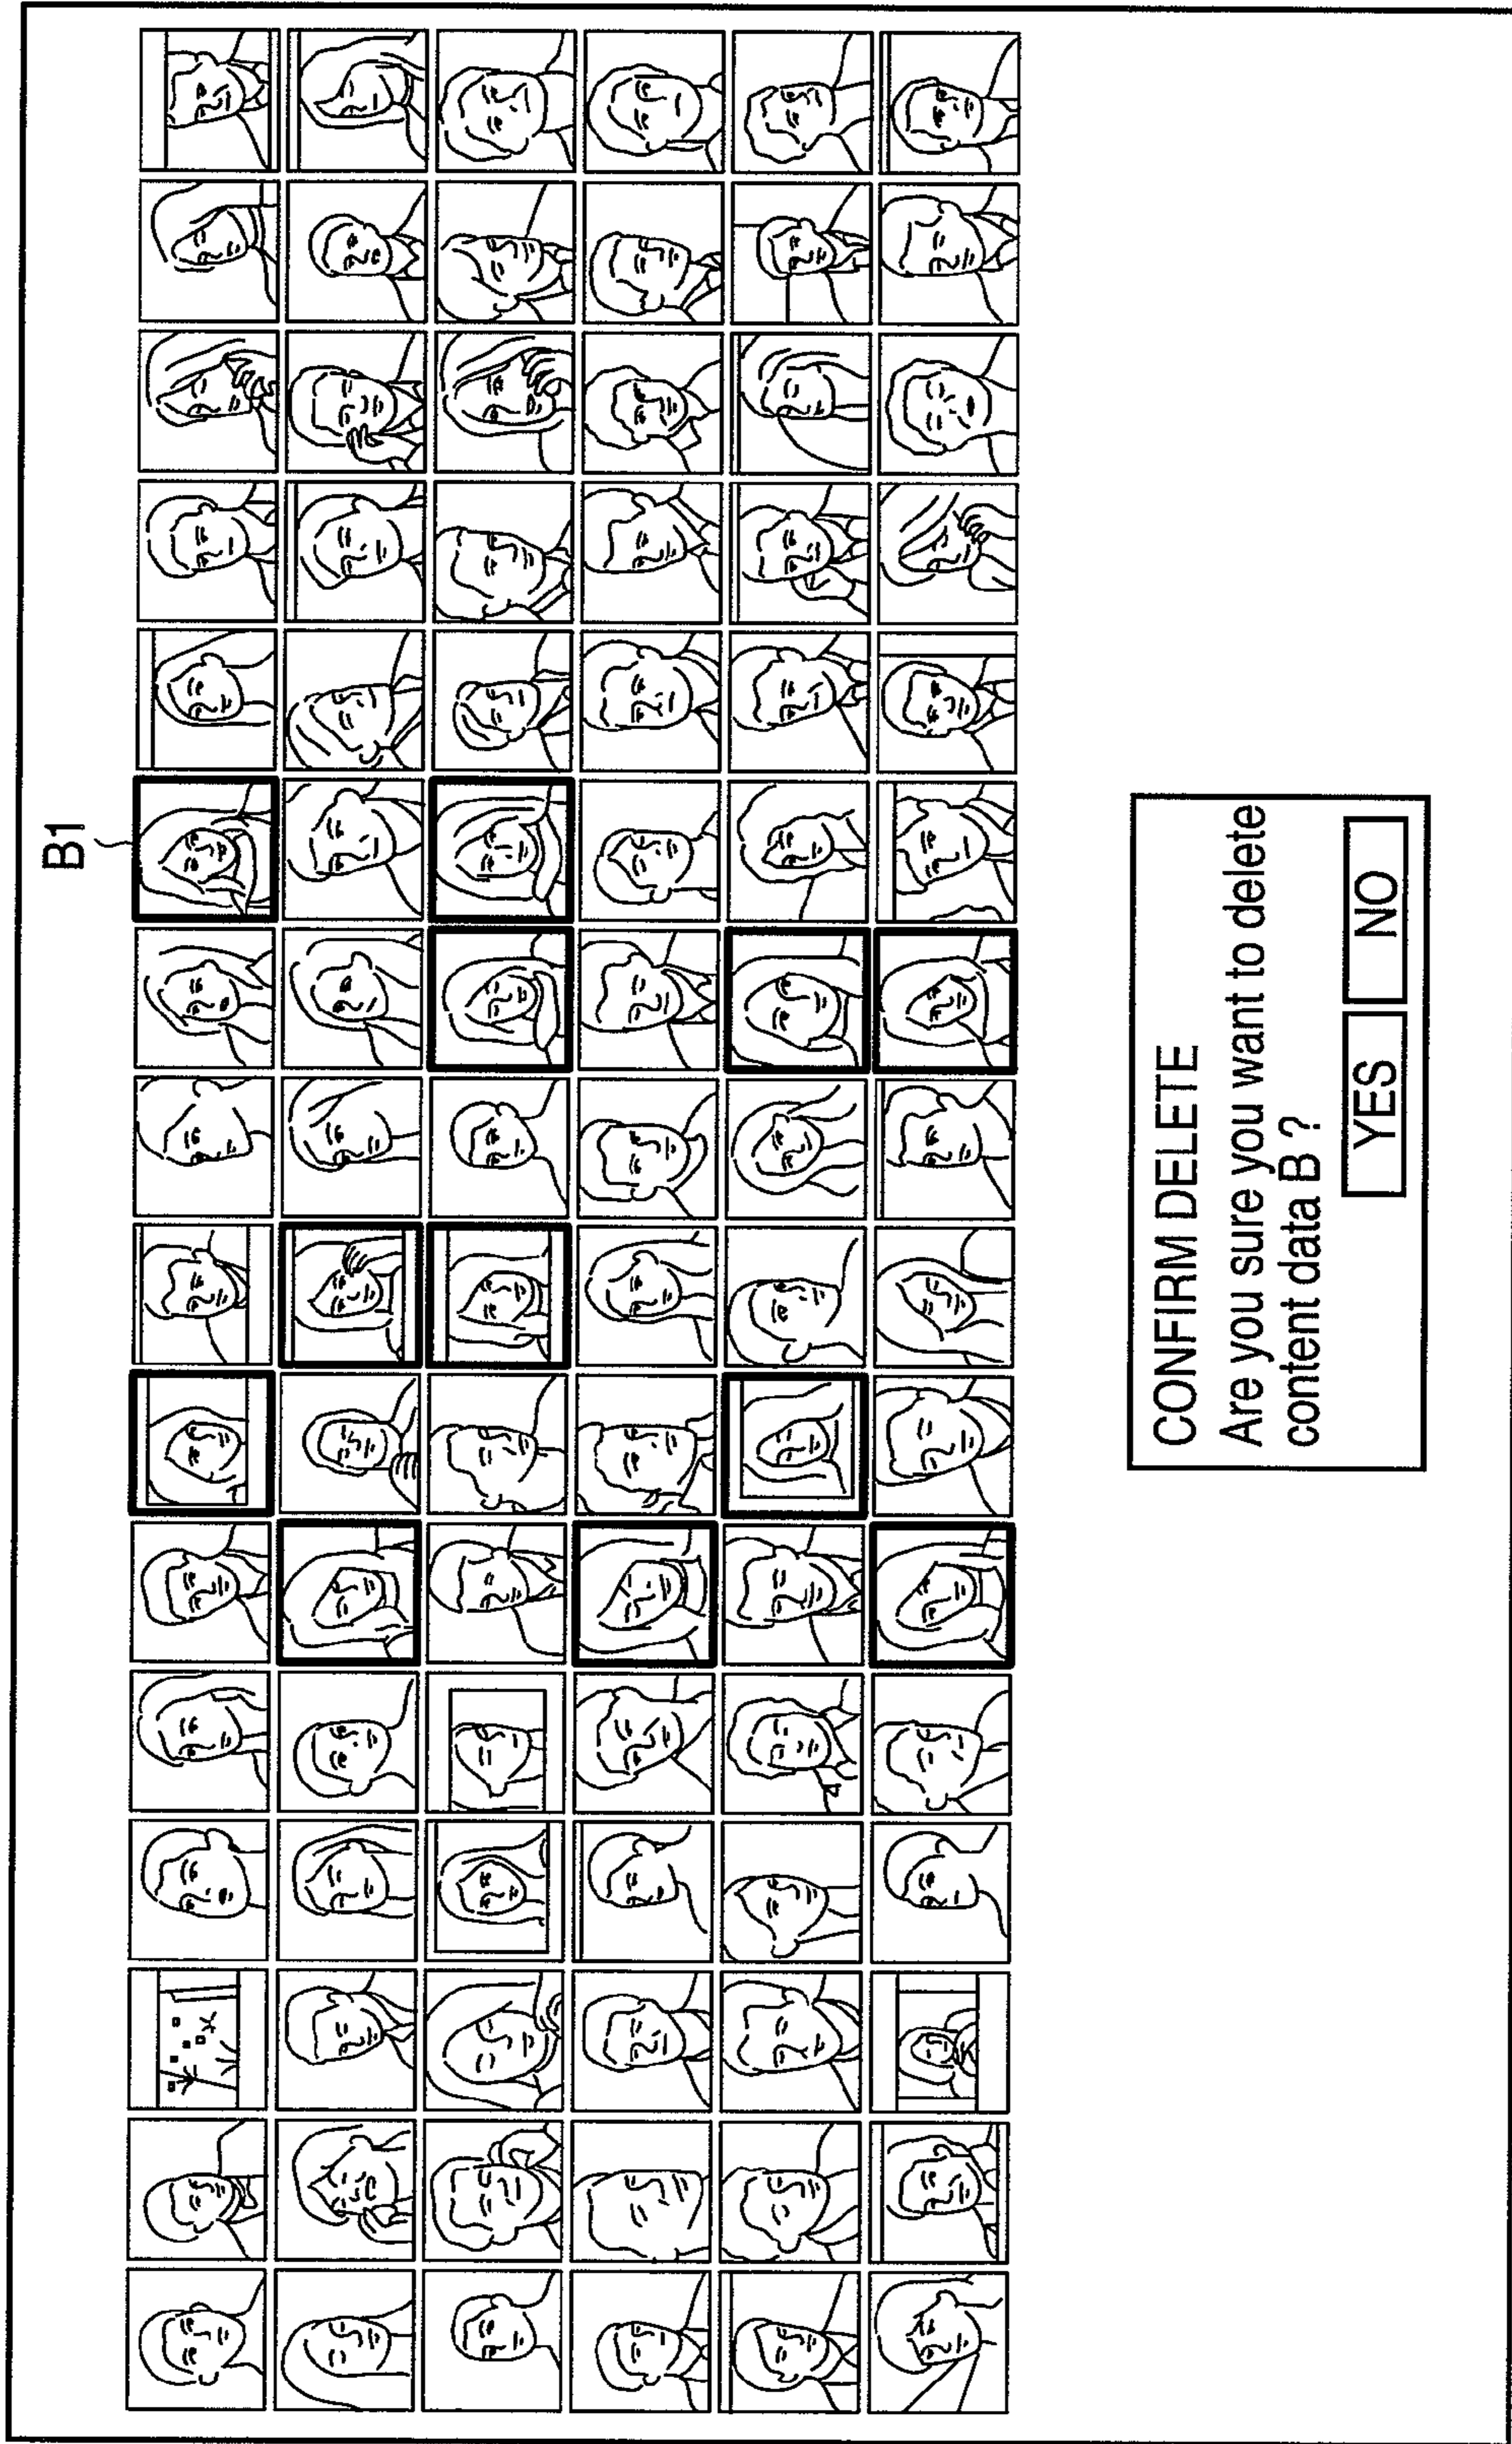 B1
CONFIRM DELETE
Are you sure you want to delete
content data B ?
YES NO